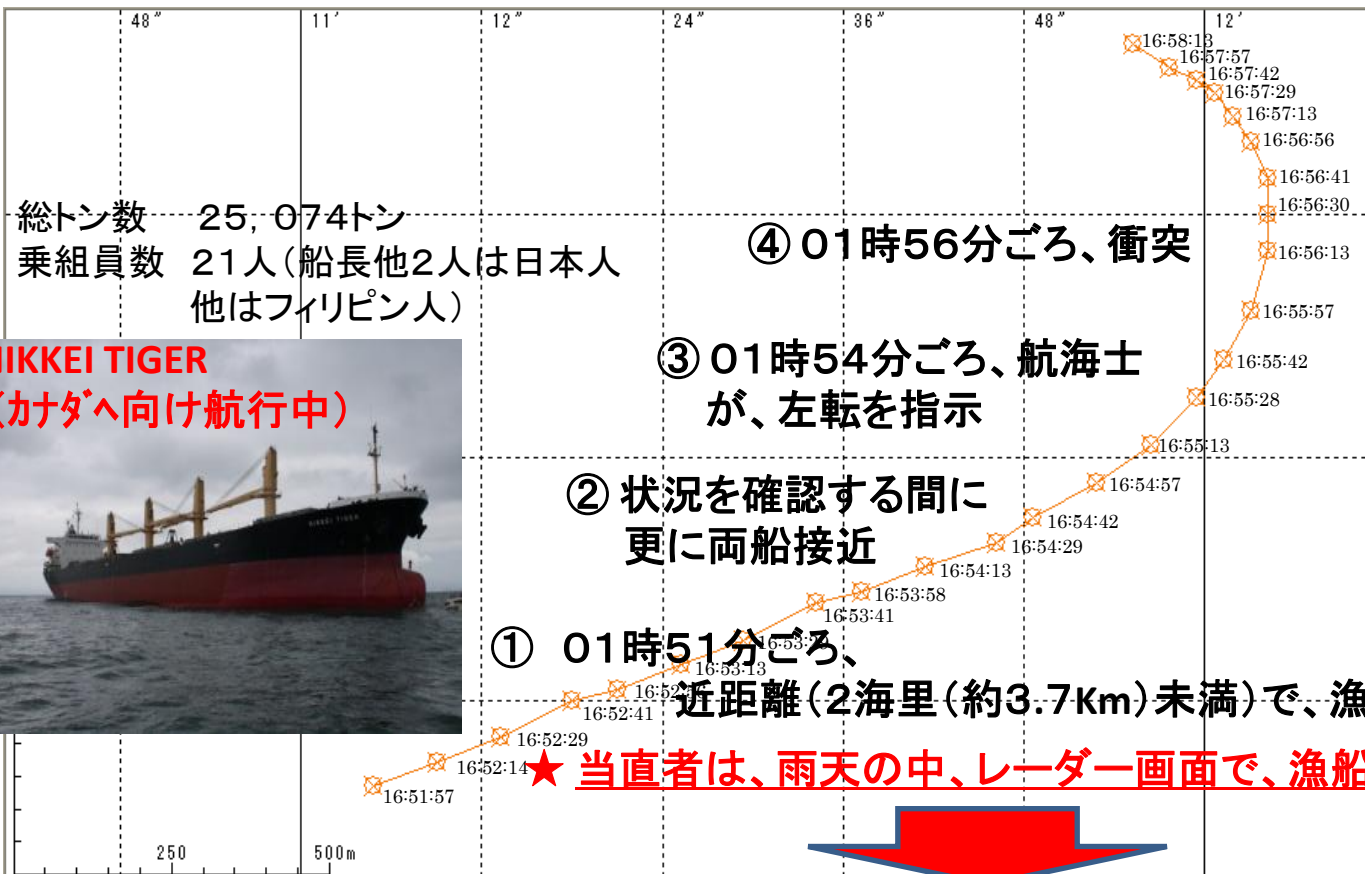 48″
11′
12″
24″
36″
48″
12′
16:58:13
16:57:57
16:57:42
16:57:29
16:57:13
16:56:56
16:56:41
16:56:30
16:56:13
16:55:57
16:55:42
16:55:28
16:55:13
16:54:57
16:54:42
16:54:29
16:54:13
16:53:58
16:53:41
16:53:13
16:52:41
16:52:29
16:52:14
16:51:57
総トン数 25,074トン
乗組員数 21人(船長他2人は日本人
他はフィリピン人)
NIKKEI TIGER
(カナダへ向け航行中)
NIKKEI TIGER
④ 01時56分ごろ、衝突
③ 01時54分ごろ、航海士
が、左転を指示
② 状況を確認する間に
更に両船接近
① 01時51分ごろ、
近距離(2海里(約3.7Km)未満)で、漁
★ 当直者は、雨天の中、レーダー画面で、漁船
250
500m